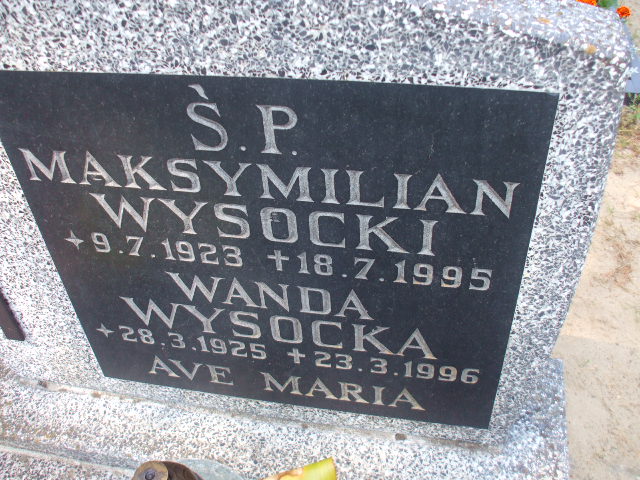 Ś.P.
MAKSYMILIAN
WYSOCKI
*9.7.1923 †18.7.1995
WANDA
WYSOCKA
*28.3.1925 †23.3.1996
AVE MARIA